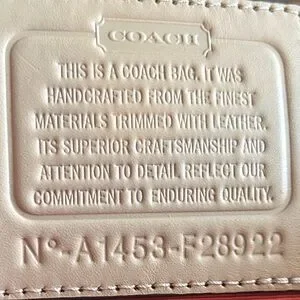 COACH
THIS IS A COACH BAG. IT WAS
HANDCRAFTED FROM THE FINEST
MATERIALS TRIMMED WITH LEATHER.
ITS SUPERIOR CRAFTSMANSHIP AND
ATTENTION TO DETAIL REFLECT OUR
COMMITMENT TO ENDURING QUALITY.
Nº-A1453-F28922